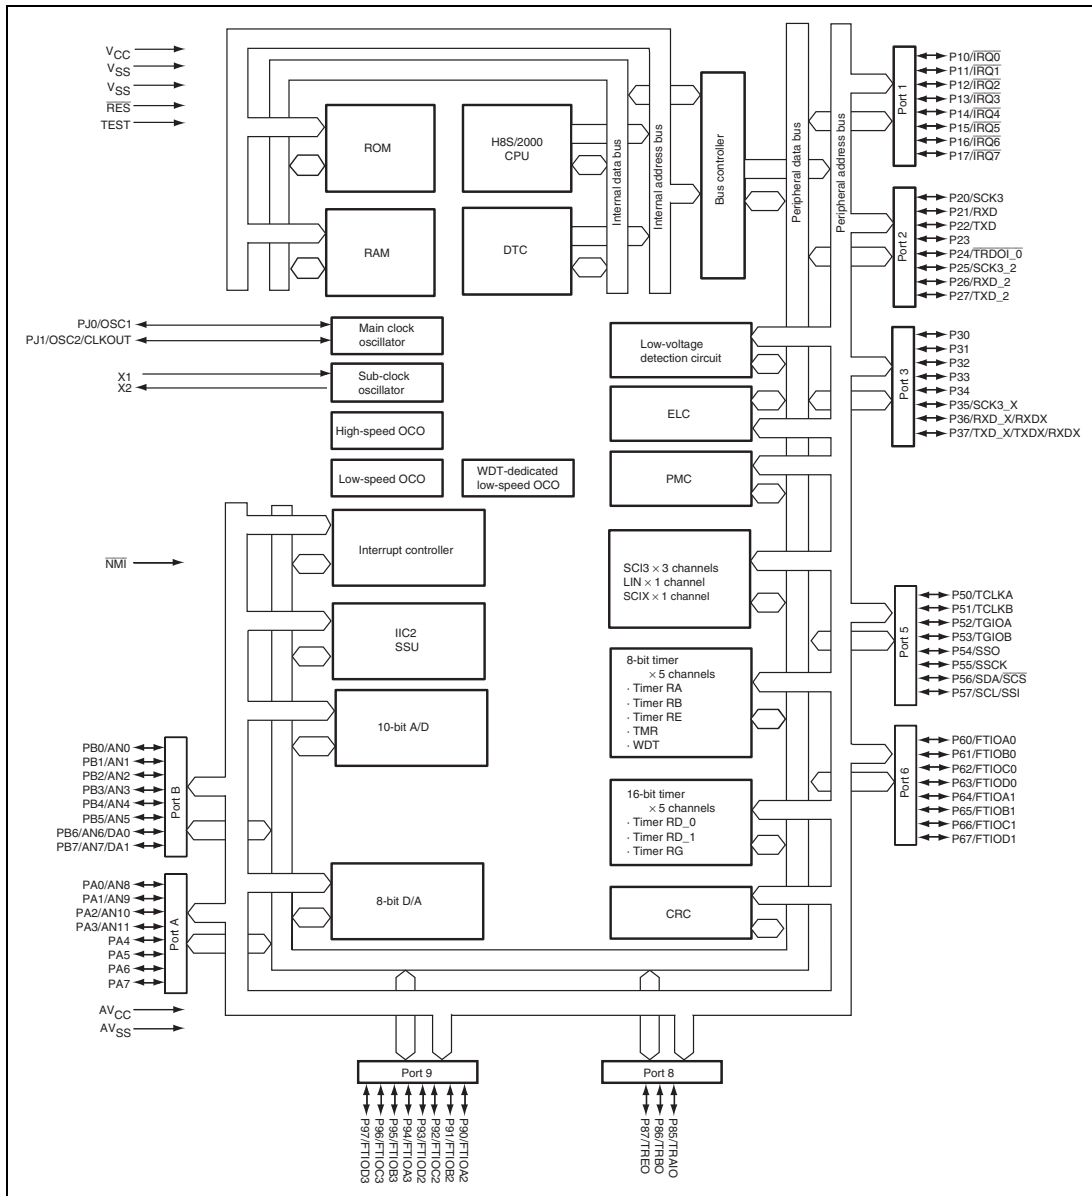 VCC
VSS
VSS
RES
TEST
ROM
H8S/2000
CPU
RAM
DTC
Internal data bus
Internal address bus
Bus controller
Peripheral data bus
Peripheral address bus
Port 1
P10/IRQ0
P11/IRQ1
P12/IRQ2
P13/IRQ3
P14/IRQ4
P15/IRQ5
P16/IRQ6
P17/IRQ7
Port 2
P20/SCK3
P21/RXD
P22/TXD
P23
P24/TRDOI_0
P25/SCK3_2
P26/RXD_2
P27/TXD_2
PJ0/OSC1
PJ1/OSC2/CLKOUT
Main clock
oscillator
X1
X2
Sub-clock
oscillator
High-speed OCO
Low-speed OCO
WDT-dedicated
low-speed OCO
Low-voltage
detection circuit
ELC
PMC
Port 3
P30
P31
P32
P33
P34
P35/SCK3_X
P36/RXD_X/RXDX
P37/TXD_X/TXDX/RXDX
NMI
Interrupt controller
IIC2
SSU
10-bit A/D
8-bit D/A
SCI3 × 3 channels
LIN × 1 channel
SCIX × 1 channel
8-bit timer
× 5 channels
· Timer RA
· Timer RB
· Timer RE
· TMR
· WDT
16-bit timer
× 5 channels
· Timer RD_0
· Timer RD_1
· Timer RG
CRC
Port 5
P50/TCLKA
P51/TCLKB
P52/TGIOA
P53/TGIOB
P54/SSO
P55/SSCK
P56/SDA/SCS
P57/SCL/SSI
Port 6
P60/FTIOA0
P61/FTIOB0
P62/FTIOC0
P63/FTIOD0
P64/FTIOA1
P65/FTIOB1
P66/FTIOC1
P67/FTIOD1
PB0/AN0
PB1/AN1
PB2/AN2
PB3/AN3
PB4/AN4
PB5/AN5
PB6/AN6/DA0
PB7/AN7/DA1
Port B
PA0/AN8
PA1/AN9
PA2/AN10
PA3/AN11
PA4
PA5
PA6
PA7
Port A
AVCC
AVSS
Port 9
P97/FTIOD3
P96/FTIOC3
P95/FTIOB3
P94/FTIOA3
P93/FTIOD2
P92/FTIOC2
P91/FTIOB2
P90/FTIOA2
Port 8
P87/TREO
P86/TRBO
P85/TRAIO